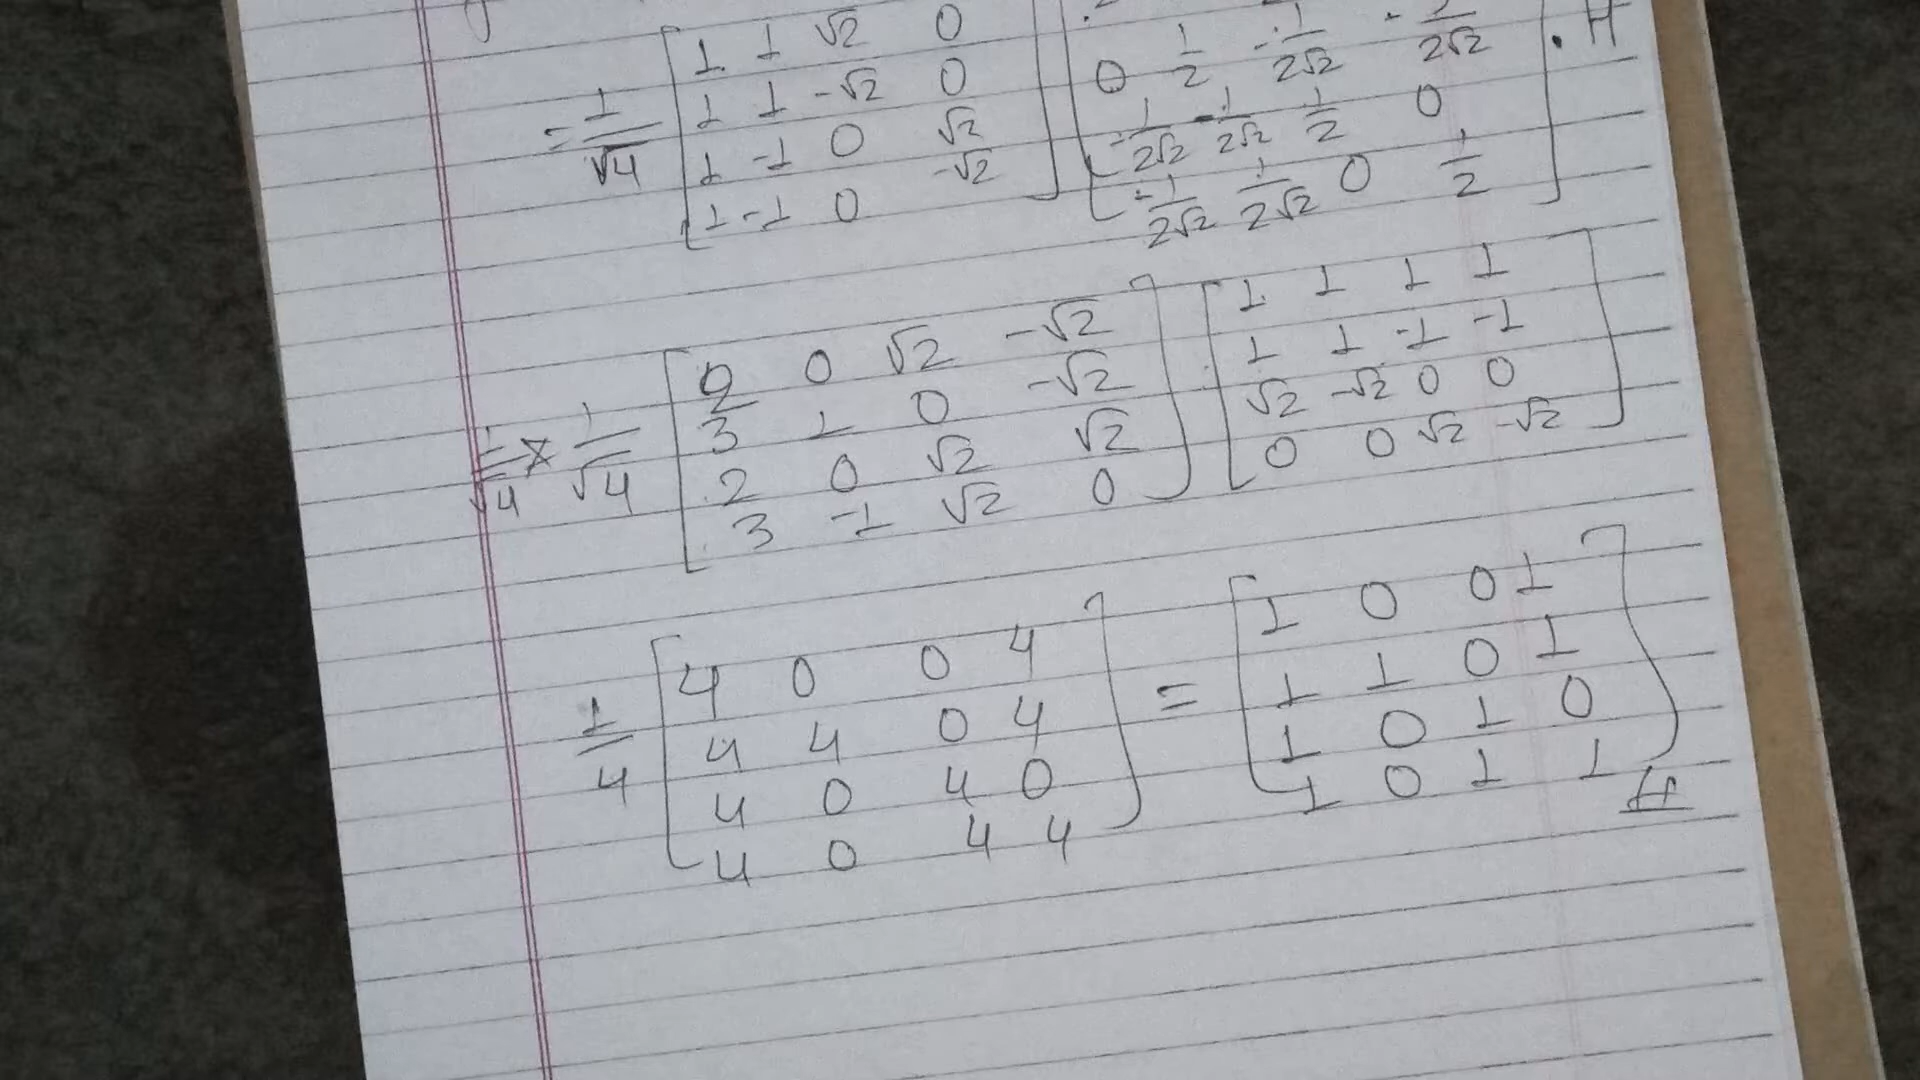 1 1 √2 0
0 1/2 -1/2√2 - /2√2 . H
= 1/√4 1 1 -√2 0
1 -1 0 √2 -1/2√2 -1/2√2 1/2 0
1 -1 0 -√2 -1/2√2 1/2√2 0 1/2
2 0 √2 -√2 1 1 1 1
3 1 0 -√2 1 1 -1 -1
1/√4 × 1/√4 2 0 √2 √2 √2 -√2 0 0
3 -1 √2 0 0 0 √2 -√2
4 0 0 4 1 0 0 1
1/4 4 4 0 4 = 1 1 0 1
4 0 4 0 1 0 1 0
4 0 4 4 1 0 1 1